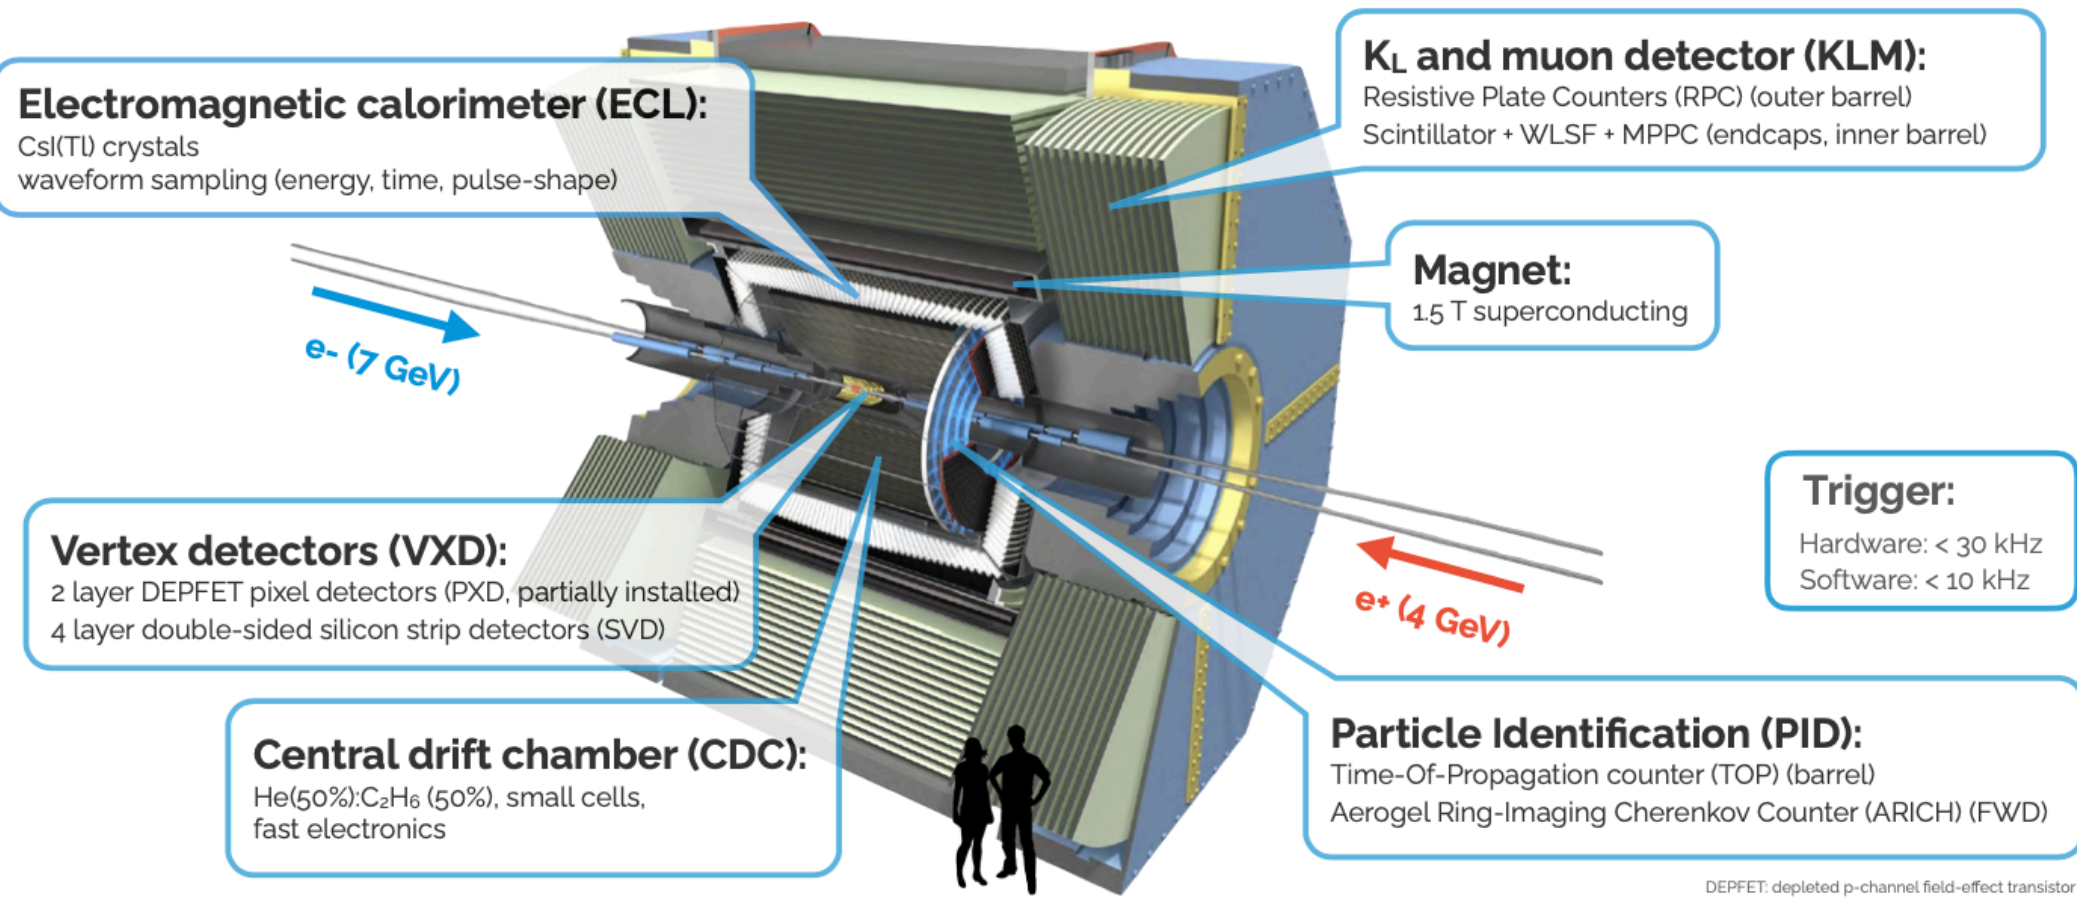 Electromagnetic calorimeter (ECL):
CsI(Tl) crystals
waveform sampling (energy, time, pulse-shape)
K_L and muon detector (KLM):
Resistive Plate Counters (RPC) (outer barrel)
Scintillator + WLSF + MPPC (endcaps, inner barrel)
Magnet:
1.5 T superconducting
e- (7 GeV)
Trigger:
Hardware: < 30 kHz
Software: < 10 kHz
e+ (4 GeV)
Vertex detectors (VXD):
2 layer DEPFET pixel detectors (PXD, partially installed)
4 layer double-sided silicon strip detectors (SVD)
Central drift chamber (CDC):
He(50%):C₂H₆ (50%), small cells,
fast electronics
Particle Identification (PID):
Time-Of-Propagation counter (TOP) (barrel)
Aerogel Ring-Imaging Cherenkov Counter (ARICH) (FWD)
DEPFET: depleted p-channel field-effect transistor